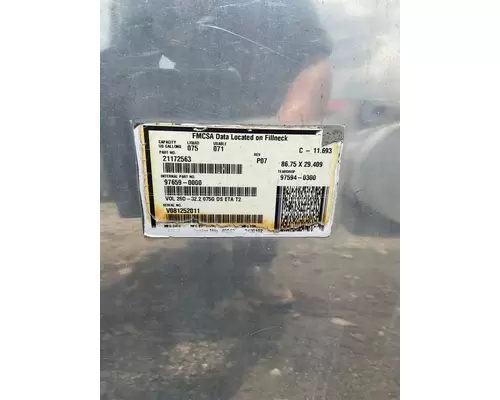 FMCSA Data Located on Fillneck
CAPACITY LIQUID USABLE
US GALLONS 075 071
PART NO. REV C - 11.693
21172563 P07 86.75 X 29.409
INTERNAL PART NO. TEARDROP
97659-0000 97594-0300
VOL 26D-32.2 075G DS ETA T2
SERIAL NO.
V081252011